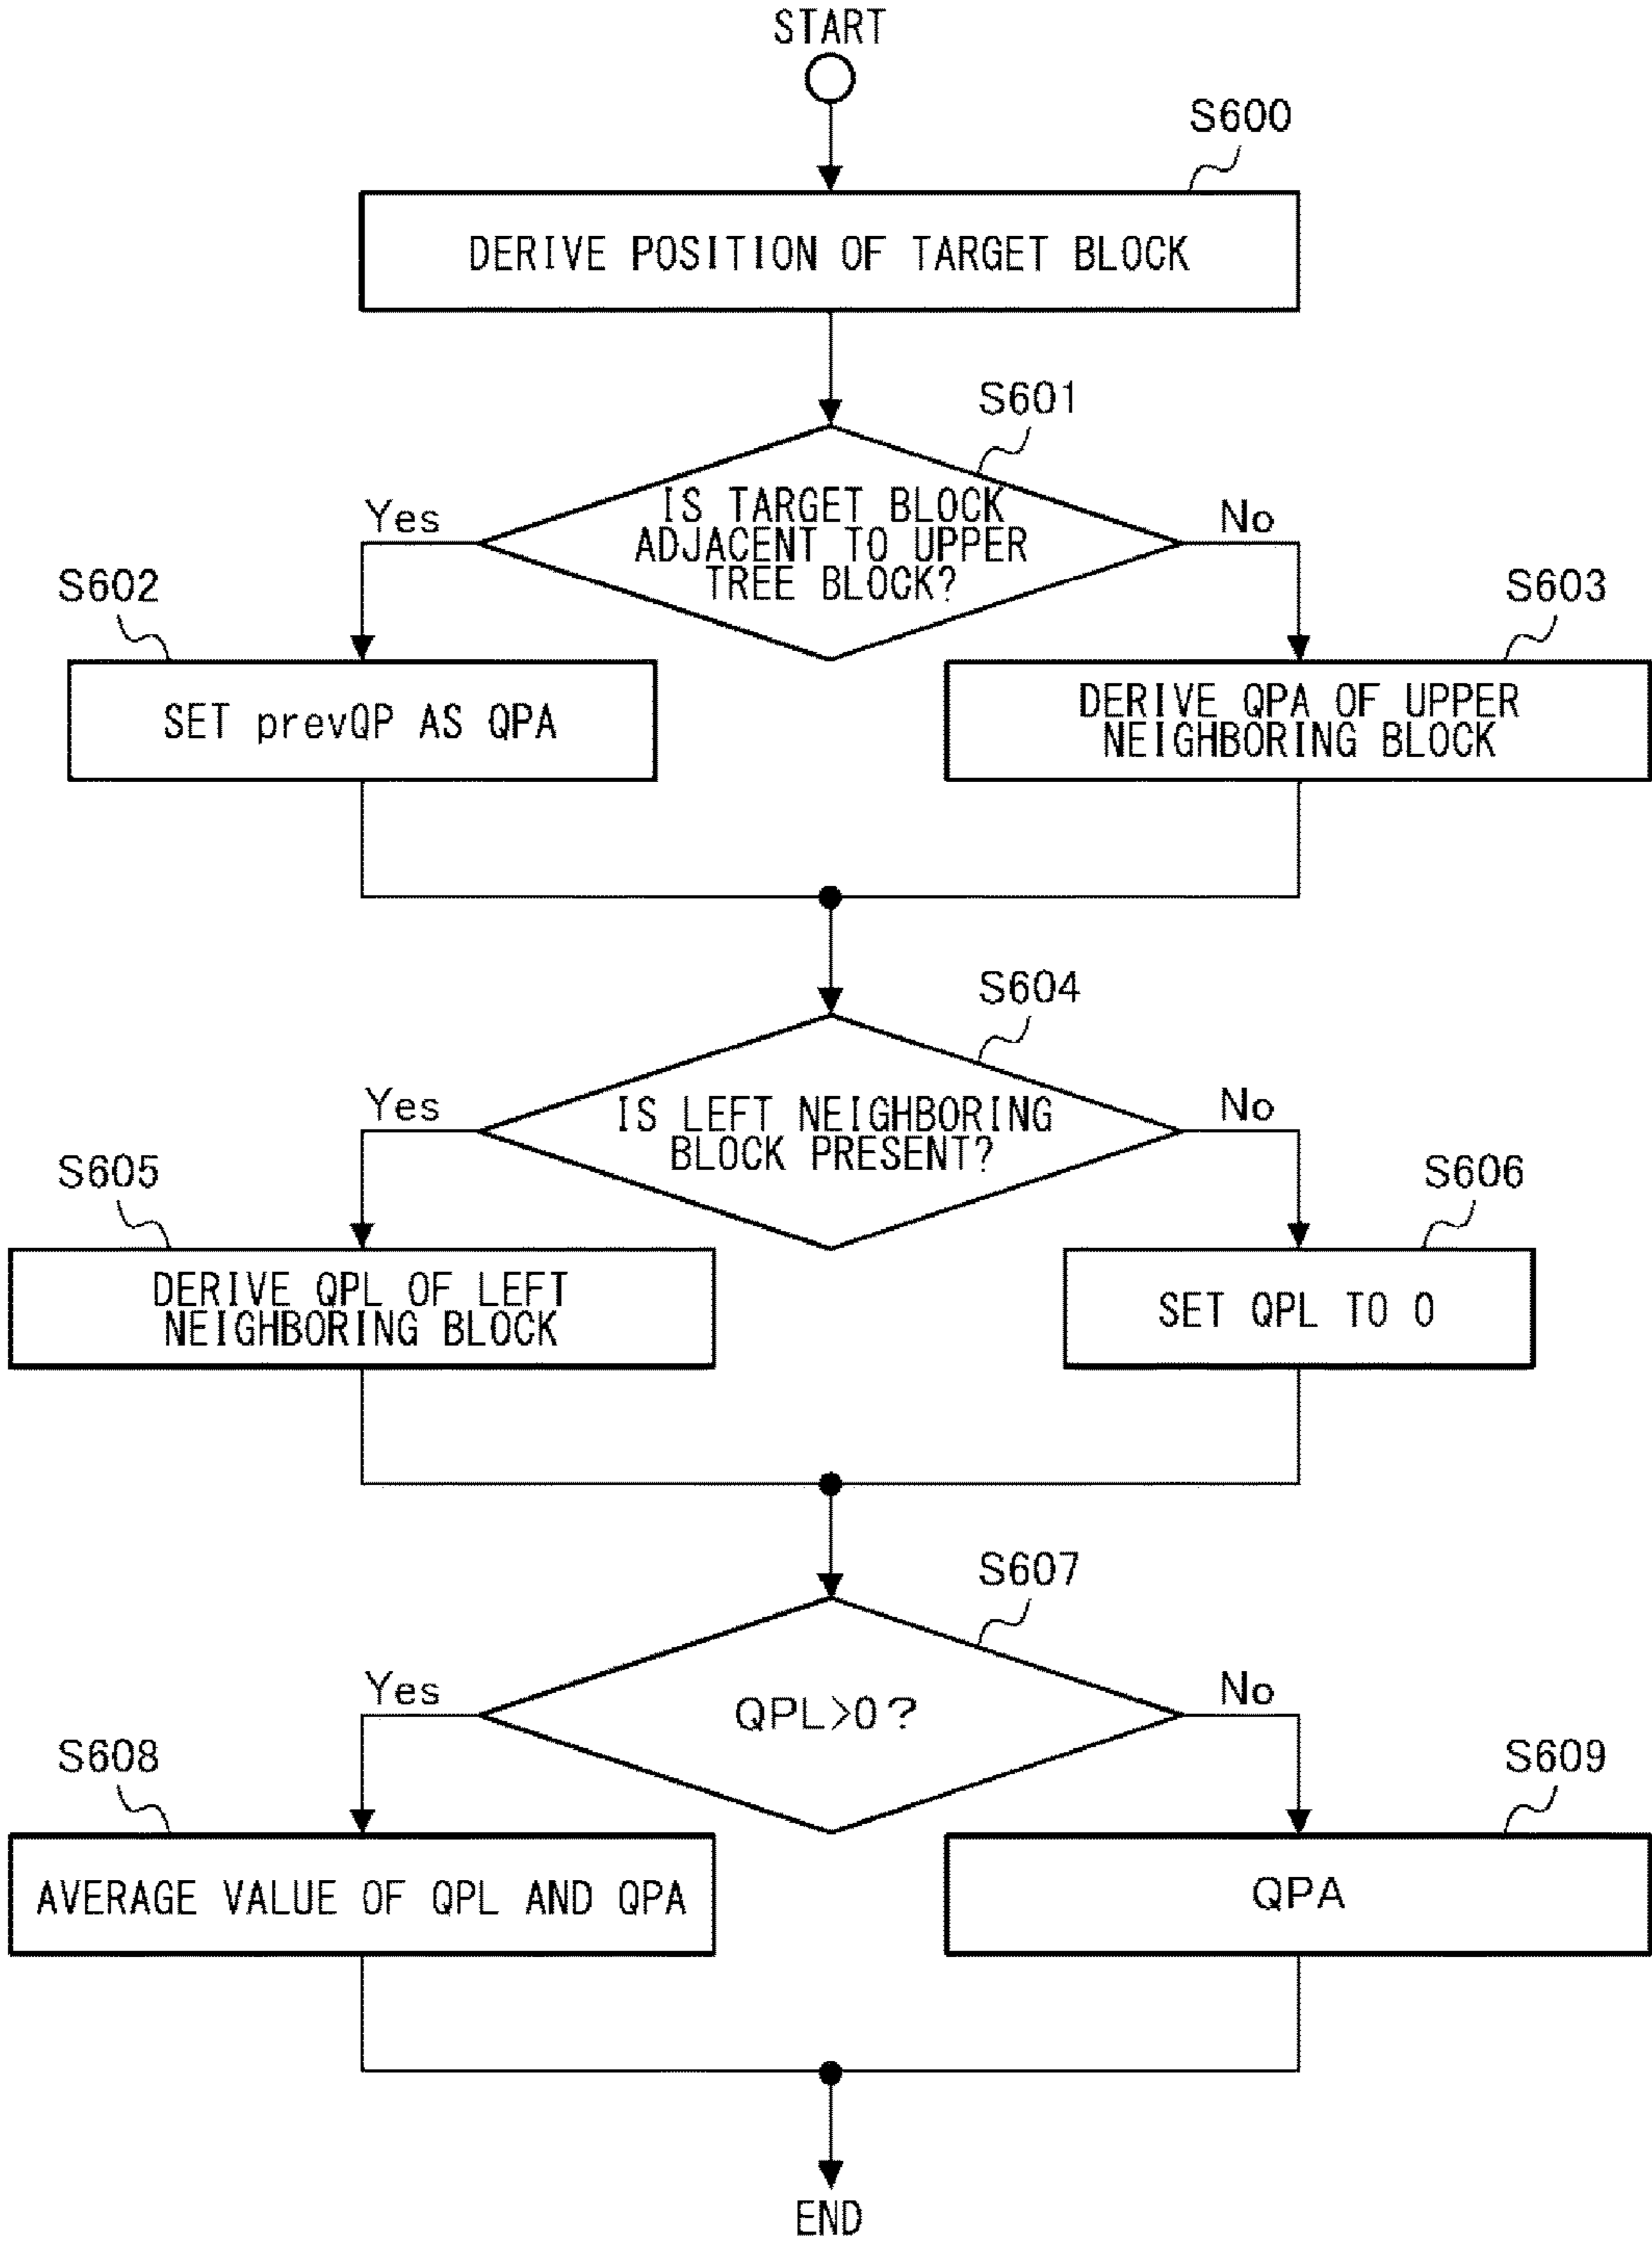 START
S600
DERIVE POSITION OF TARGET BLOCK
S601
IS TARGET BLOCK
ADJACENT TO UPPER
TREE BLOCK?
Yes
No
S602
SET prevQP AS QPA
S603
DERIVE QPA OF UPPER
NEIGHBORING BLOCK
S604
IS LEFT NEIGHBORING
BLOCK PRESENT?
Yes
No
S605
DERIVE QPL OF LEFT
NEIGHBORING BLOCK
S606
SET QPL TO 0
S607
QPL>0?
Yes
No
S608
AVERAGE VALUE OF QPL AND QPA
S609
QPA
END